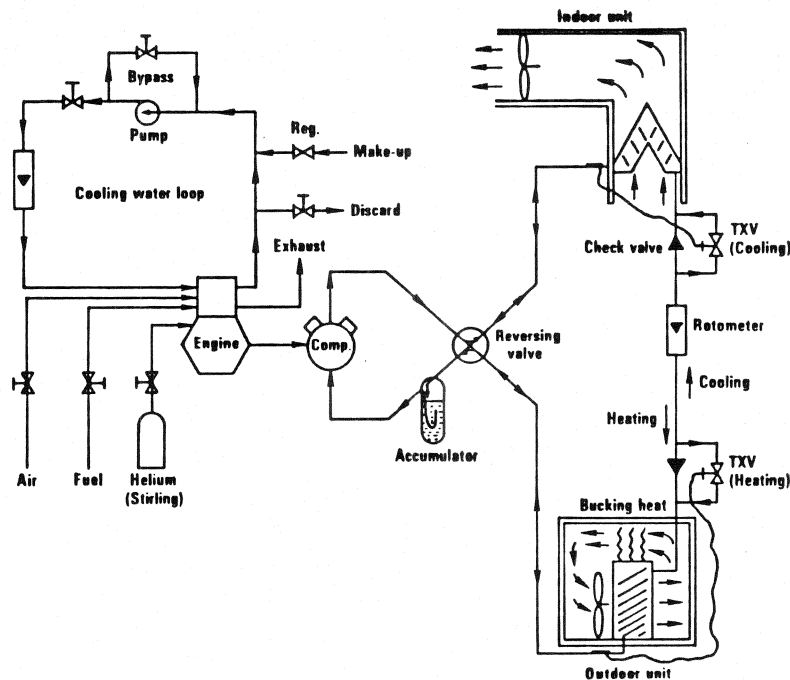 Indoor unit
Bypass
Pump
Reg.
Make-up
Cooling water loop
Discard
Exhaust
TXV
(Cooling)
Check valve
Engine
Comp.
Reversing
valve
Rotometer
Cooling
Heating
Accumulator
Air
Fuel
Helium
(Stirling)
TXV
(Heating)
Bucking heat
Outdoor unit